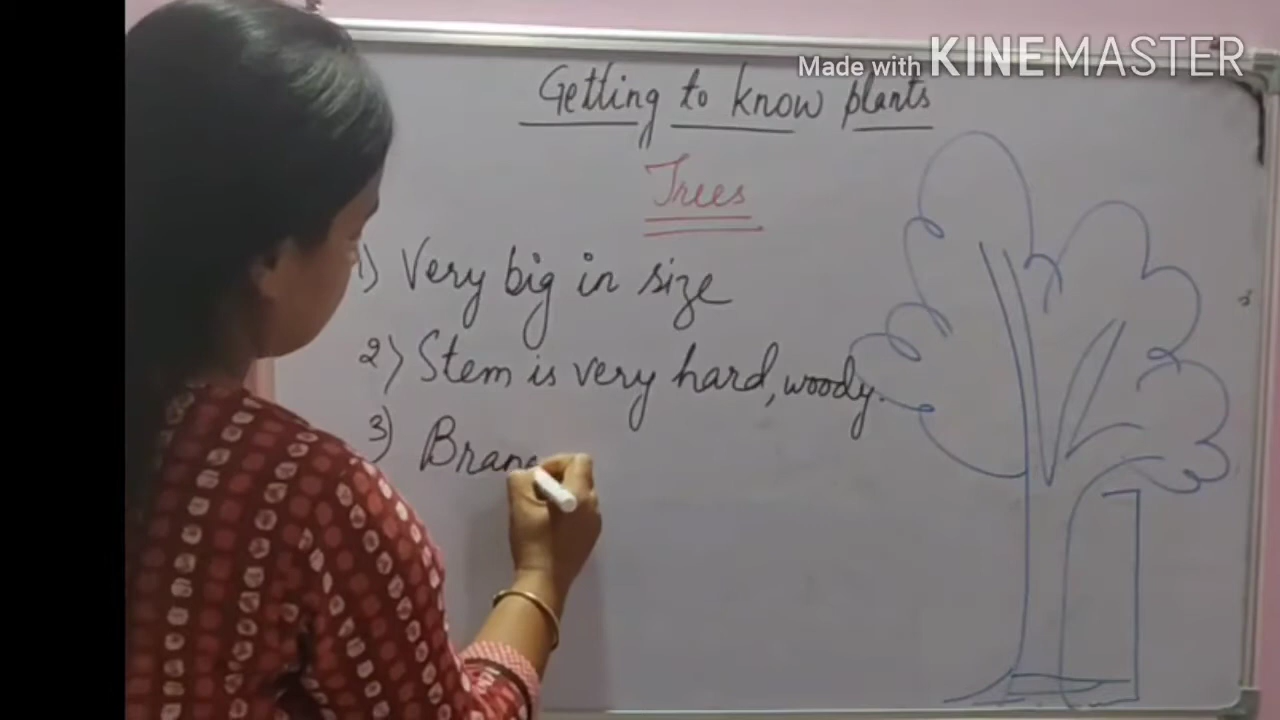 Made with KINEMASTER
Getting to know plants
Trees
1) Very big in size
2) Stem is very hard, woody.
3) Bran